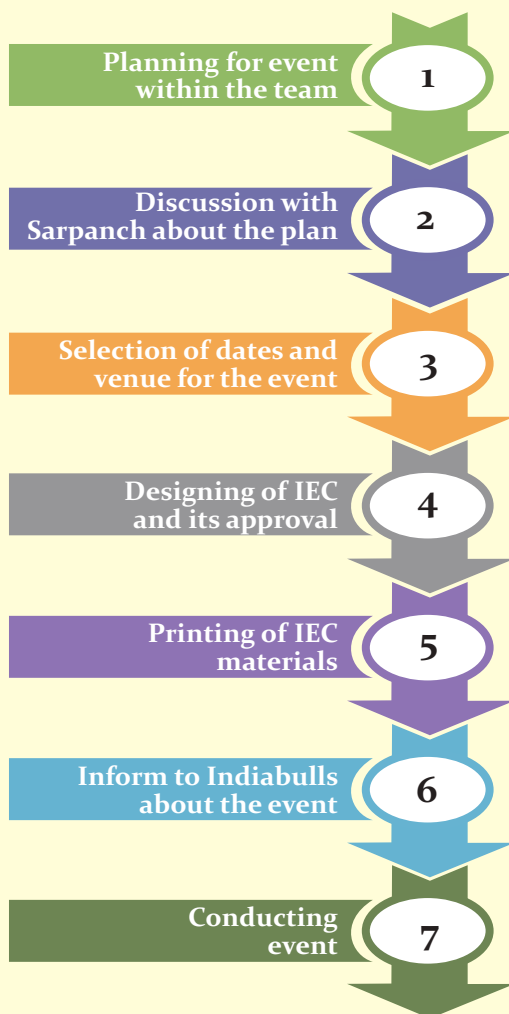 Planning for event
within the team
1
Discussion with
Sarpanch about the plan
2
Selection of dates and
venue for the event
3
Designing of IEC
and its approval
4
Printing of IEC
materials
5
Inform to Indiabulls
about the event
6
Conducting
event
7